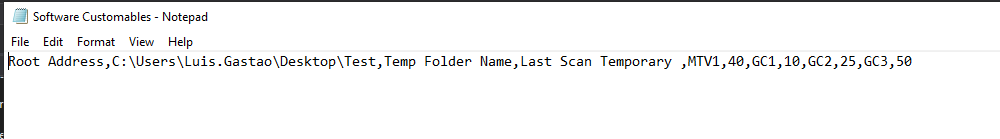 Software Customables - Notepad
File Edit Format View Help
Root Address,C:\Users\Luis.Gastao\Desktop\Test,Temp Folder Name,Last Scan Temporary ,MTV1,40,GC1,10,GC2,25,GC3,50